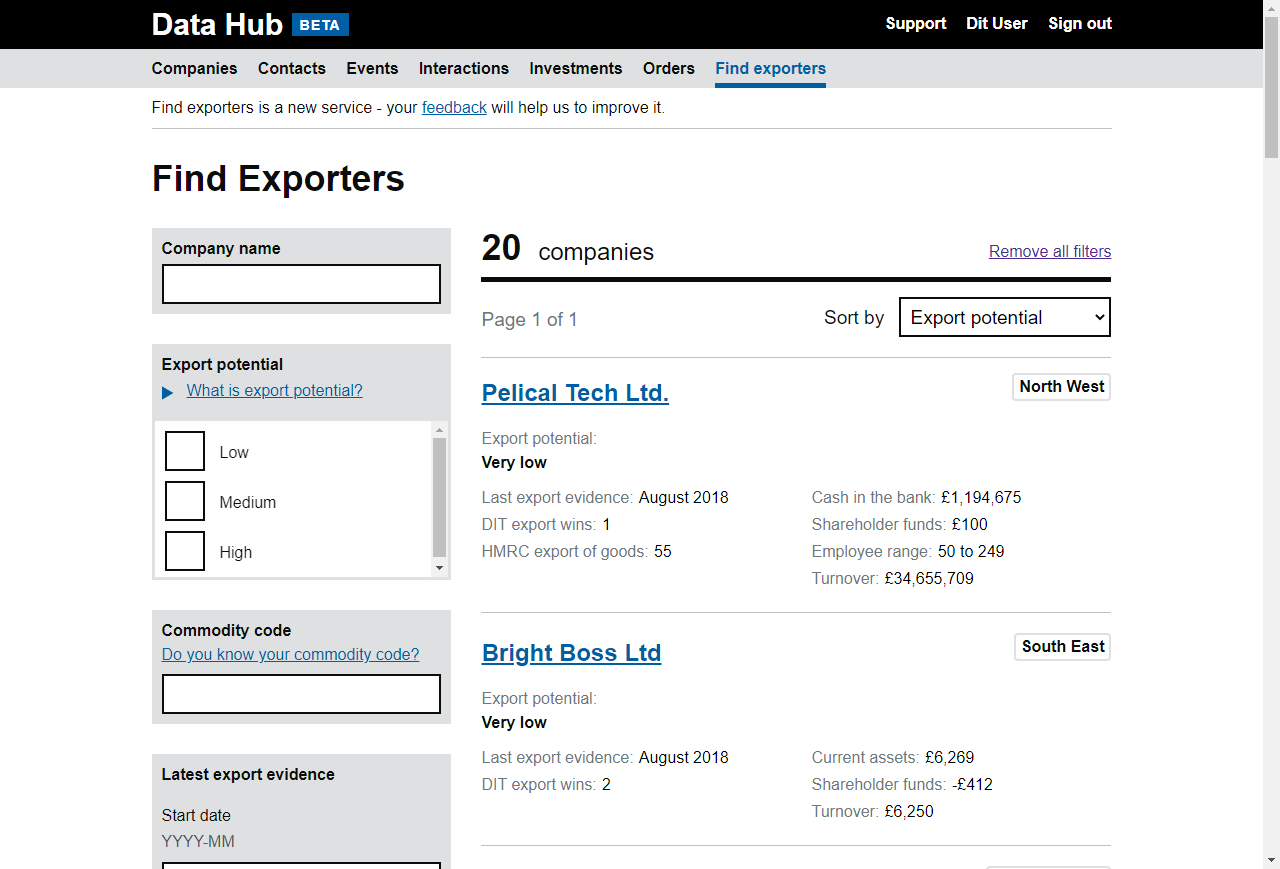 Data Hub BETA Support Dit User Sign out
Companies Contacts Events Interactions Investments Orders Find exporters
Find exporters is a new service - your feedback will help us to improve it.
Find Exporters
Company name
Export potential
What is export potential?
Low
Medium
High
Commodity code
Do you know your commodity code?
Latest export evidence
Start date
YYYY-MM
20 companies Remove all filters
Page 1 of 1 Sort by Export potential
Pelical Tech Ltd. North West
Export potential:
Very low
Last export evidence: August 2018 Cash in the bank: £1,194,675
DIT export wins: 1 Shareholder funds: £100
HMRC export of goods: 55 Employee range: 50 to 249
Turnover: £34,655,709
Bright Boss Ltd South East
Export potential:
Very low
Last export evidence: August 2018 Current assets: £6,269
DIT export wins: 2 Shareholder funds: -£412
Turnover: £6,250